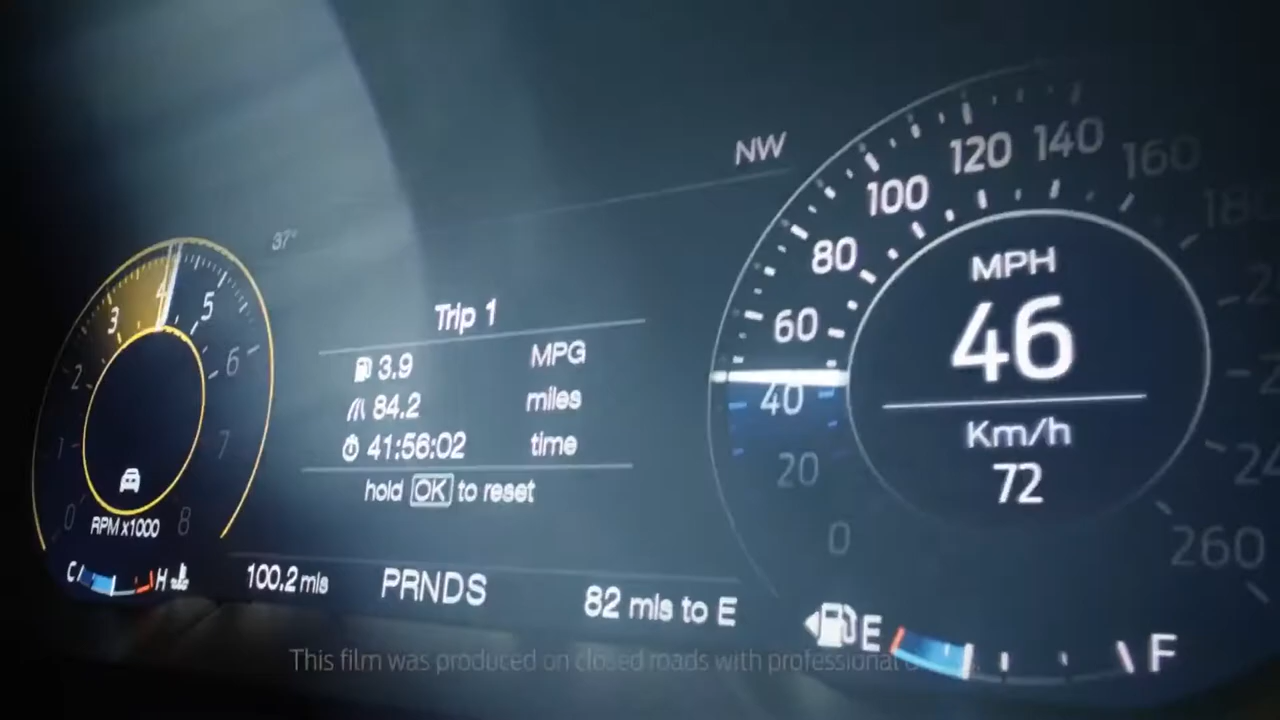 NW
37°
120 140 160
100
180
80
60
40
20
0
260
MPH
46
Km/h
72
3 4 5
2 6
1 7
0 8
RPM x1000
C H
Trip 1
3.9 MPG
84.2 miles
41:56:02 time
hold OK to reset
100.2 mls PRNDS 82 mls to E
E F
This film was produced on closed roads with professional